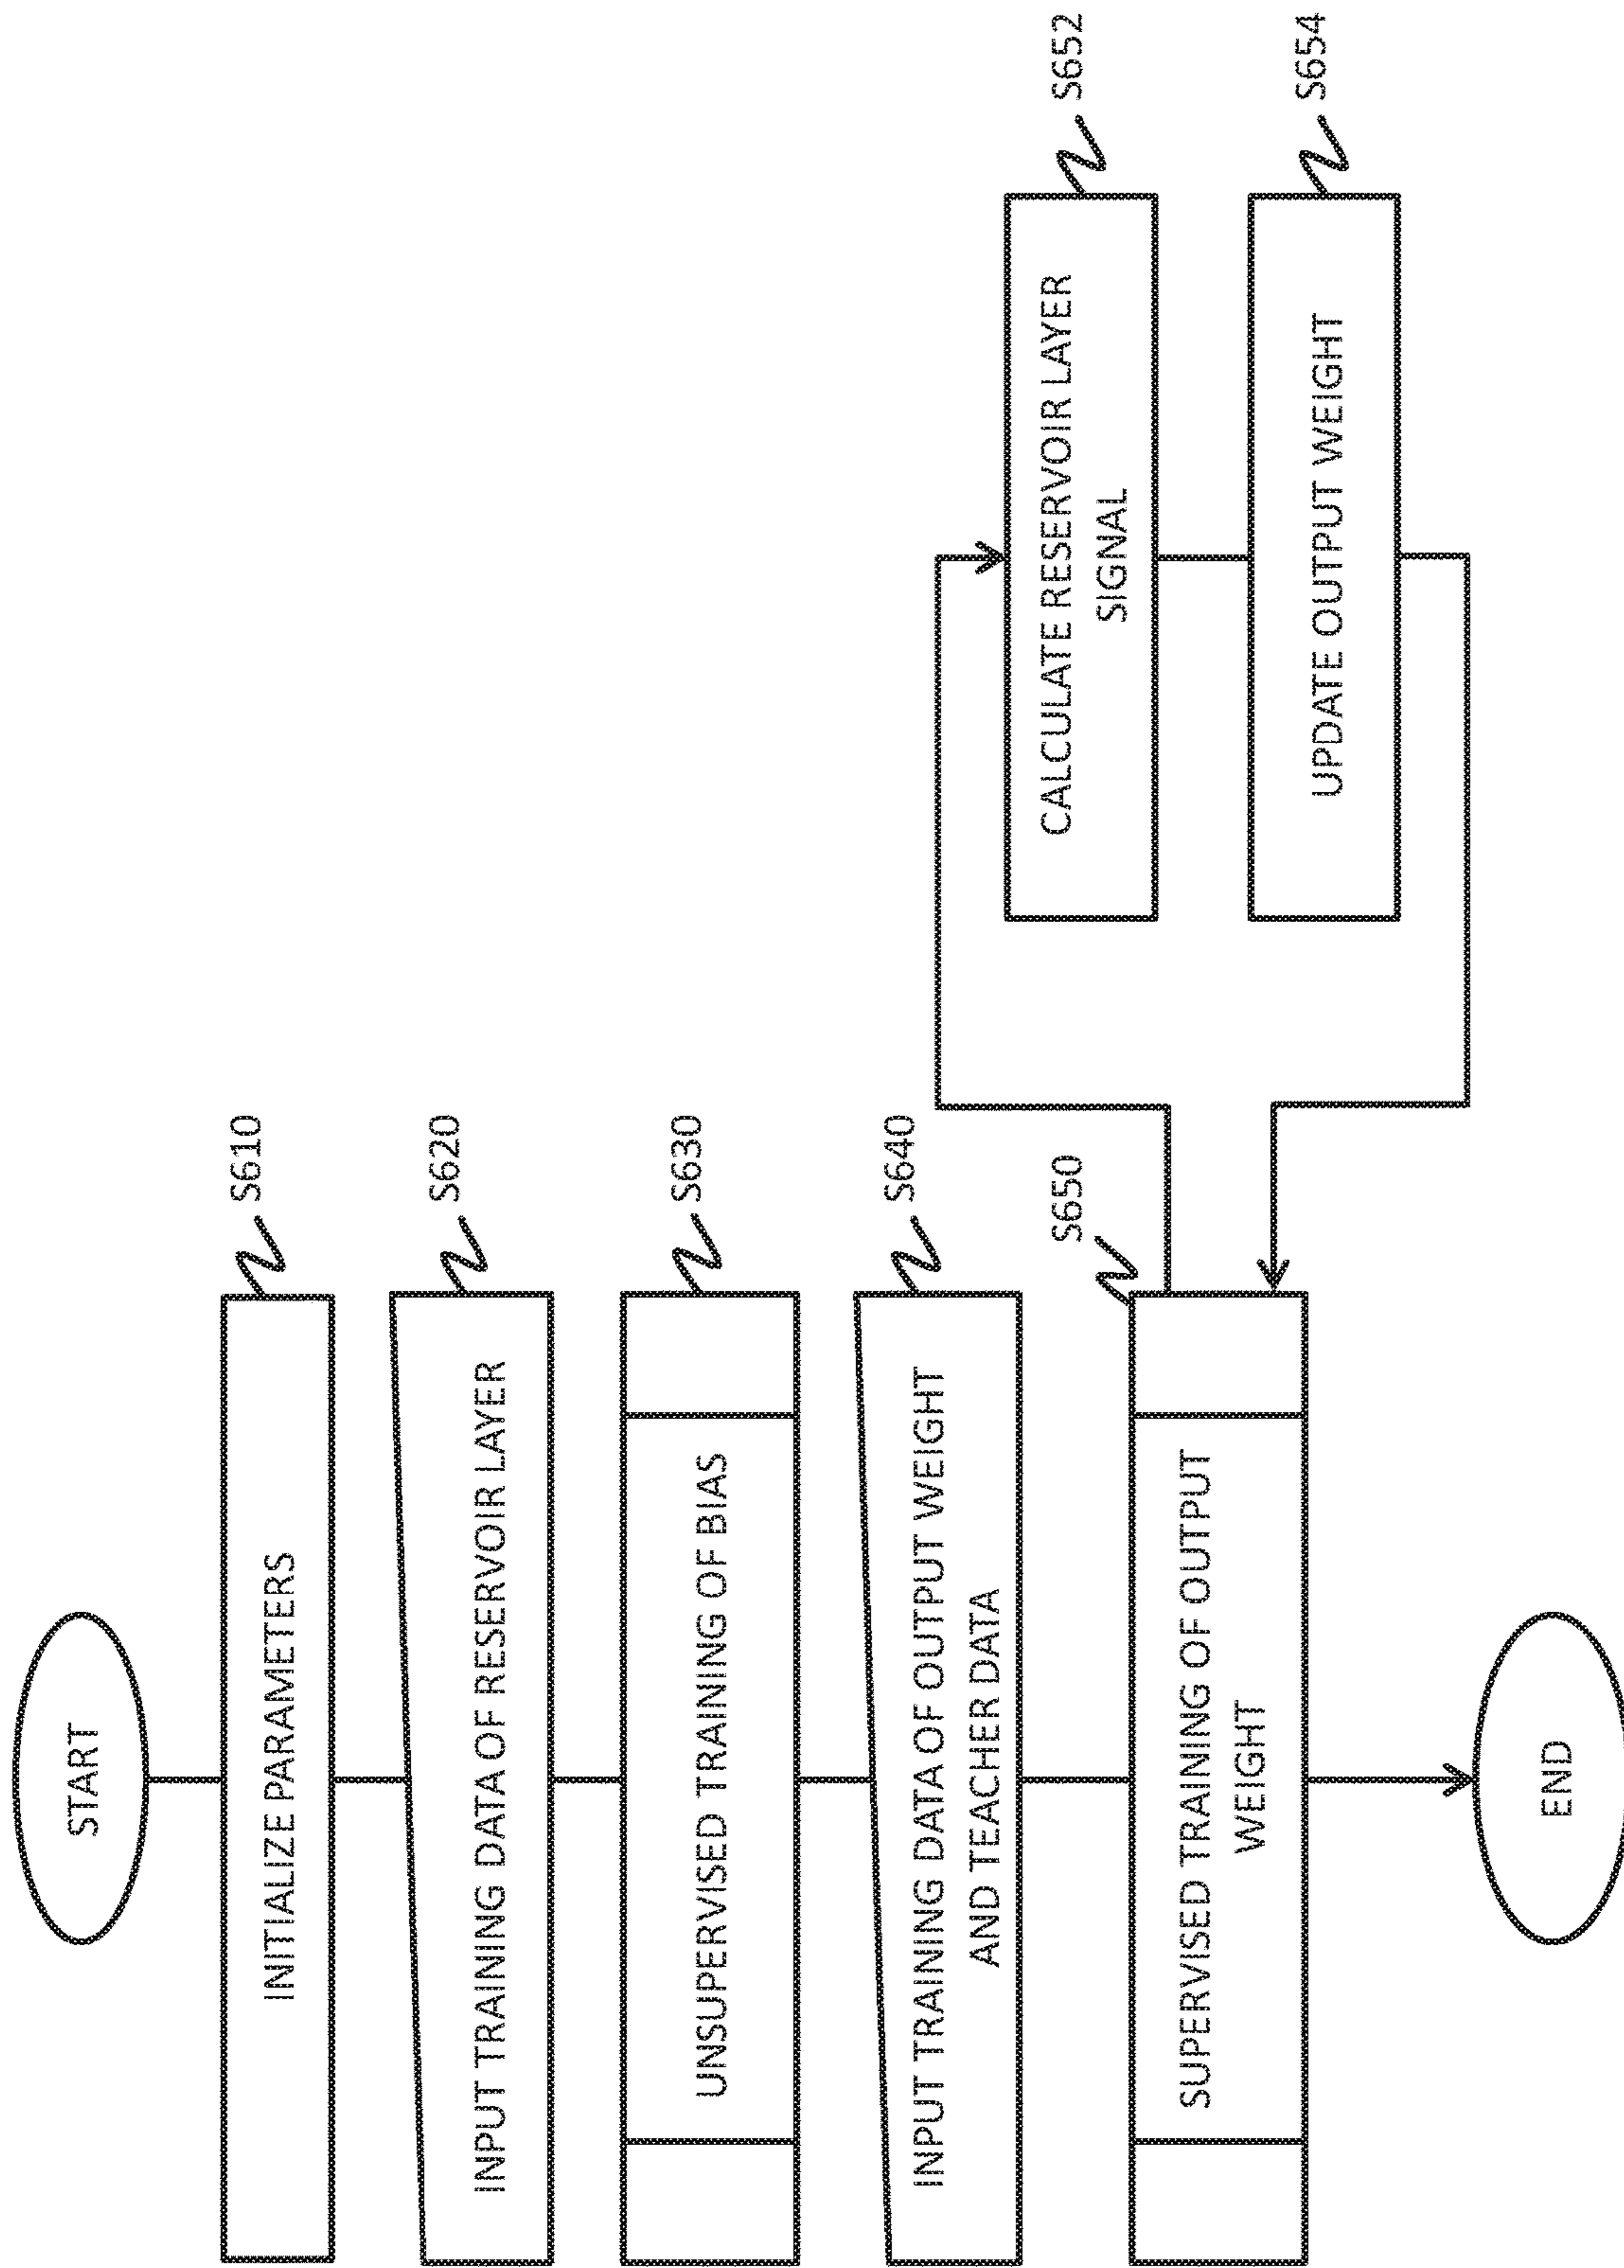 START
INITIALIZE PARAMETERS
S610
INPUT TRAINING DATA OF RESERVOIR LAYER
S620
UNSUPERVISED TRAINING OF BIAS
S630
INPUT TRAINING DATA OF OUTPUT WEIGHT
AND TEACHER DATA
S640
SUPERVISED TRAINING OF OUTPUT
WEIGHT
S650
CALCULATE RESERVOIR LAYER
SIGNAL
S652
UPDATE OUTPUT WEIGHT
S654
END